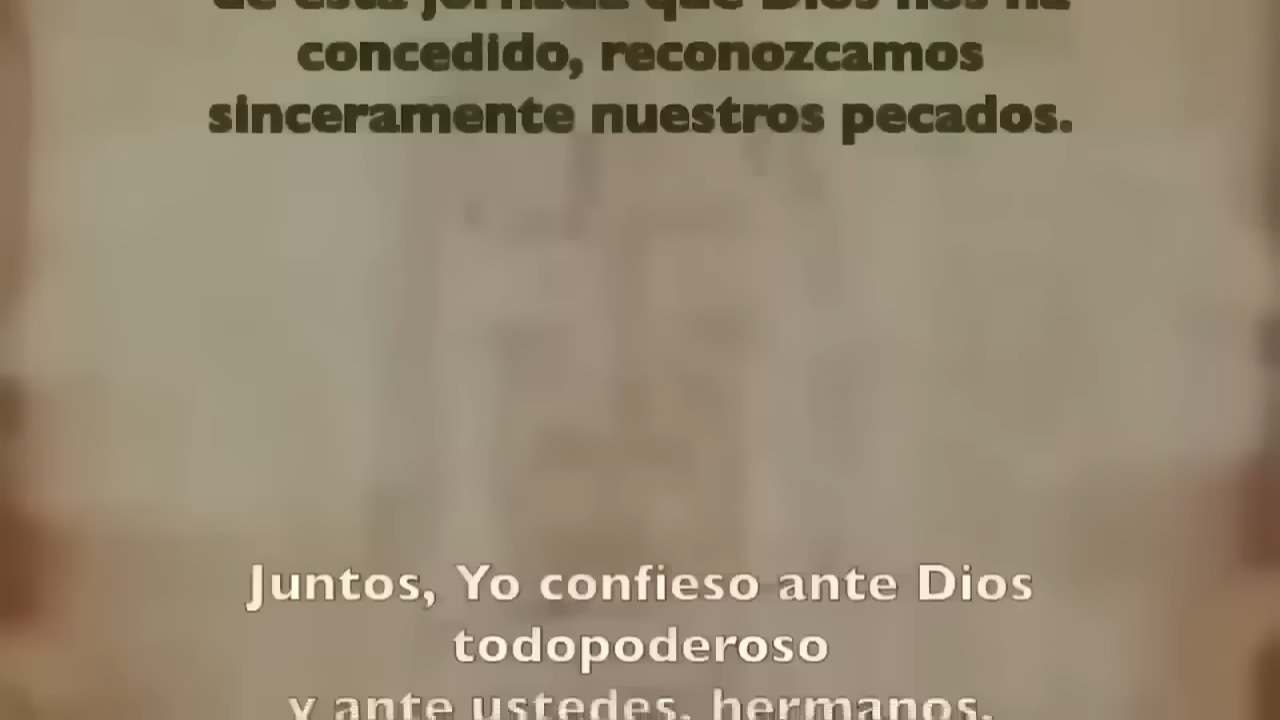 de esta jornada que Dios nos ha
concedido, reconozcamos
sinceramente nuestros pecados.
Juntos, Yo confieso ante Dios
todopoderoso
y ante ustedes, hermanos,